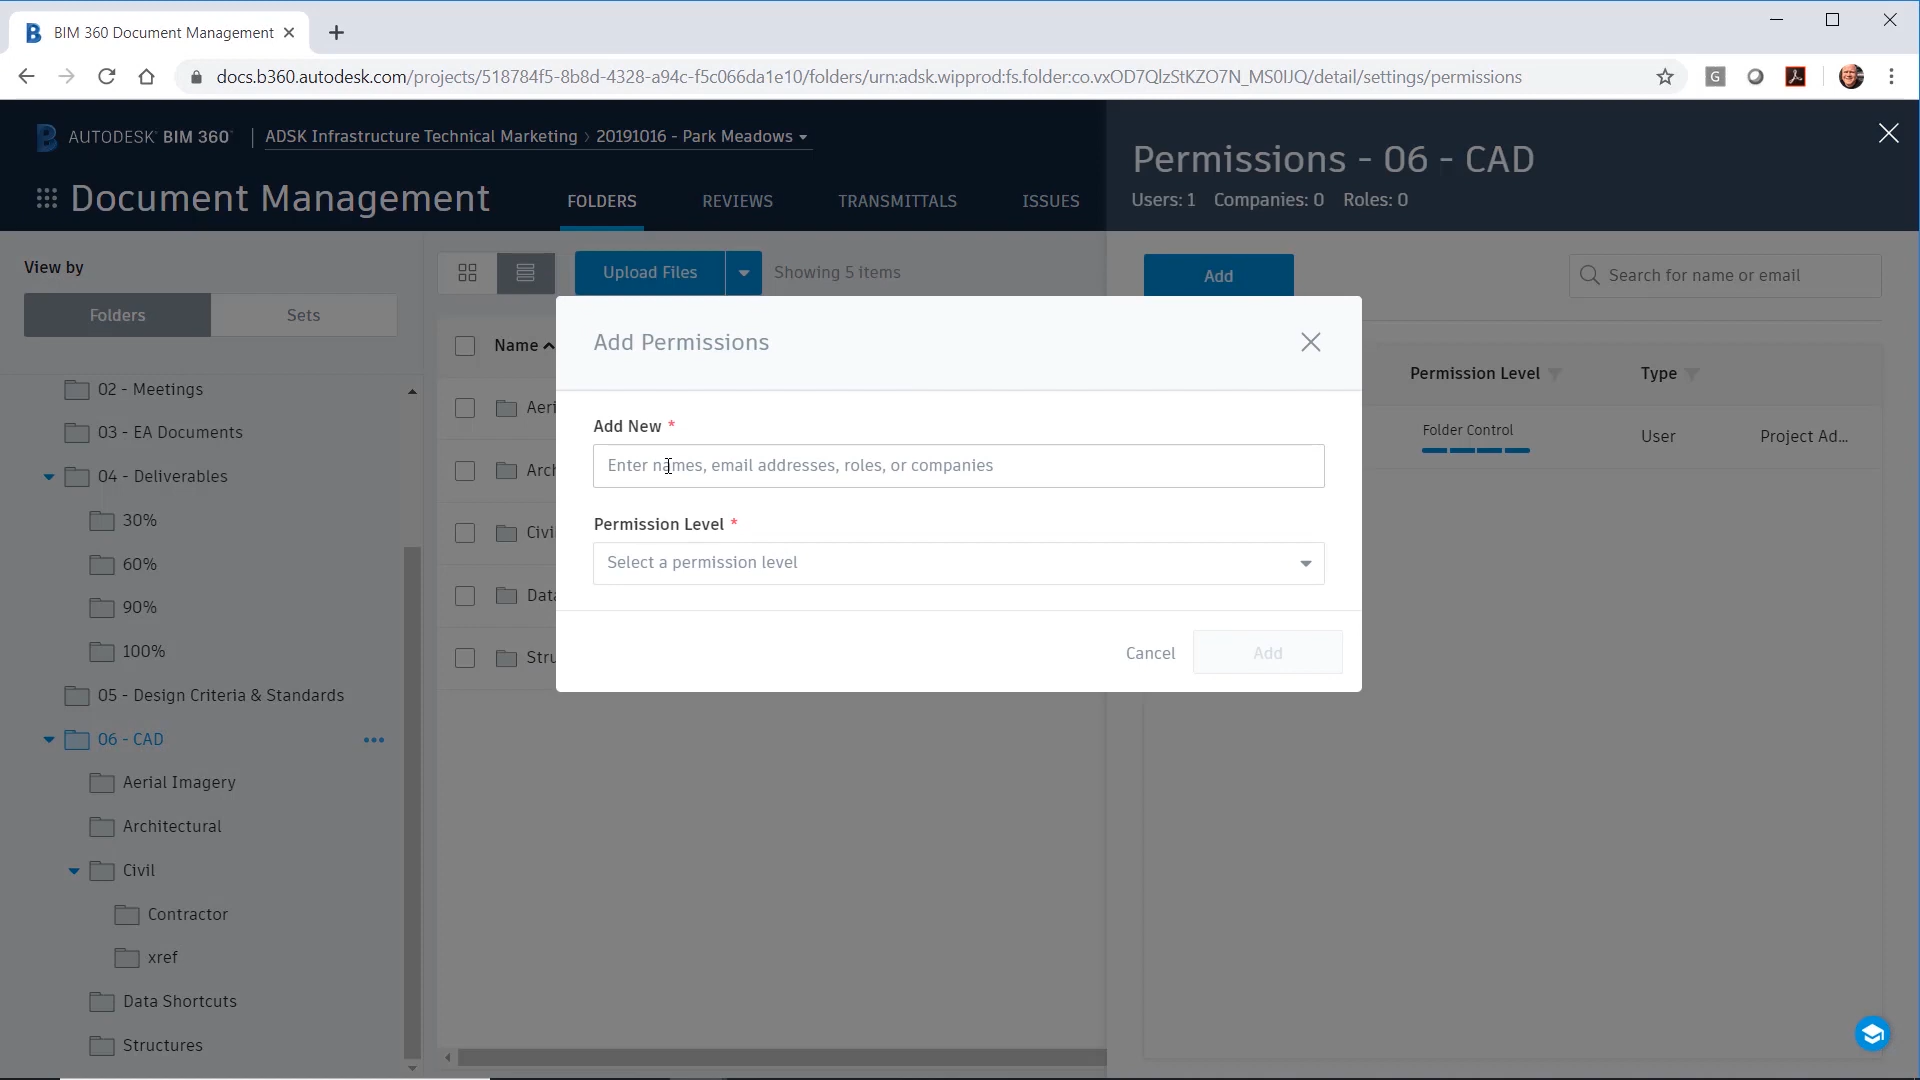 BIM 360 Document Management
docs.b360.autodesk.com/projects/518784f5-8b8d-4328-a94c-f5c066da1e10/folders/urn:adsk.wipprod:fs.folder:co.vxOD7QlzStKZO7N_MS0IJQ/detail/settings/permissions
G
AUTODESK BIM 360
ADSK Infrastructure Technical Marketing > 20191016 - Park Meadows
Document Management
FOLDERS
REVIEWS
TRANSMITTALS
ISSUES
Permissions - 06 - CAD
Users: 1 Companies: 0 Roles: 0
View by
Folders
Sets
02 - Meetings
03 - EA Documents
04 - Deliverables
30%
60%
90%
100%
05 - Design Criteria & Standards
06 - CAD
Aerial Imagery
Architectural
Civil
Contractor
xref
Data Shortcuts
Structures
Upload Files
Showing 5 items
Name
Aeri
Arch
Civi
Data
Stru
Add
Search for name or email
Permission Level
Type
Folder Control
User
Project Ad...
Add Permissions
Add New *
Enter names, email addresses, roles, or companies
Permission Level *
Select a permission level
Cancel
Add